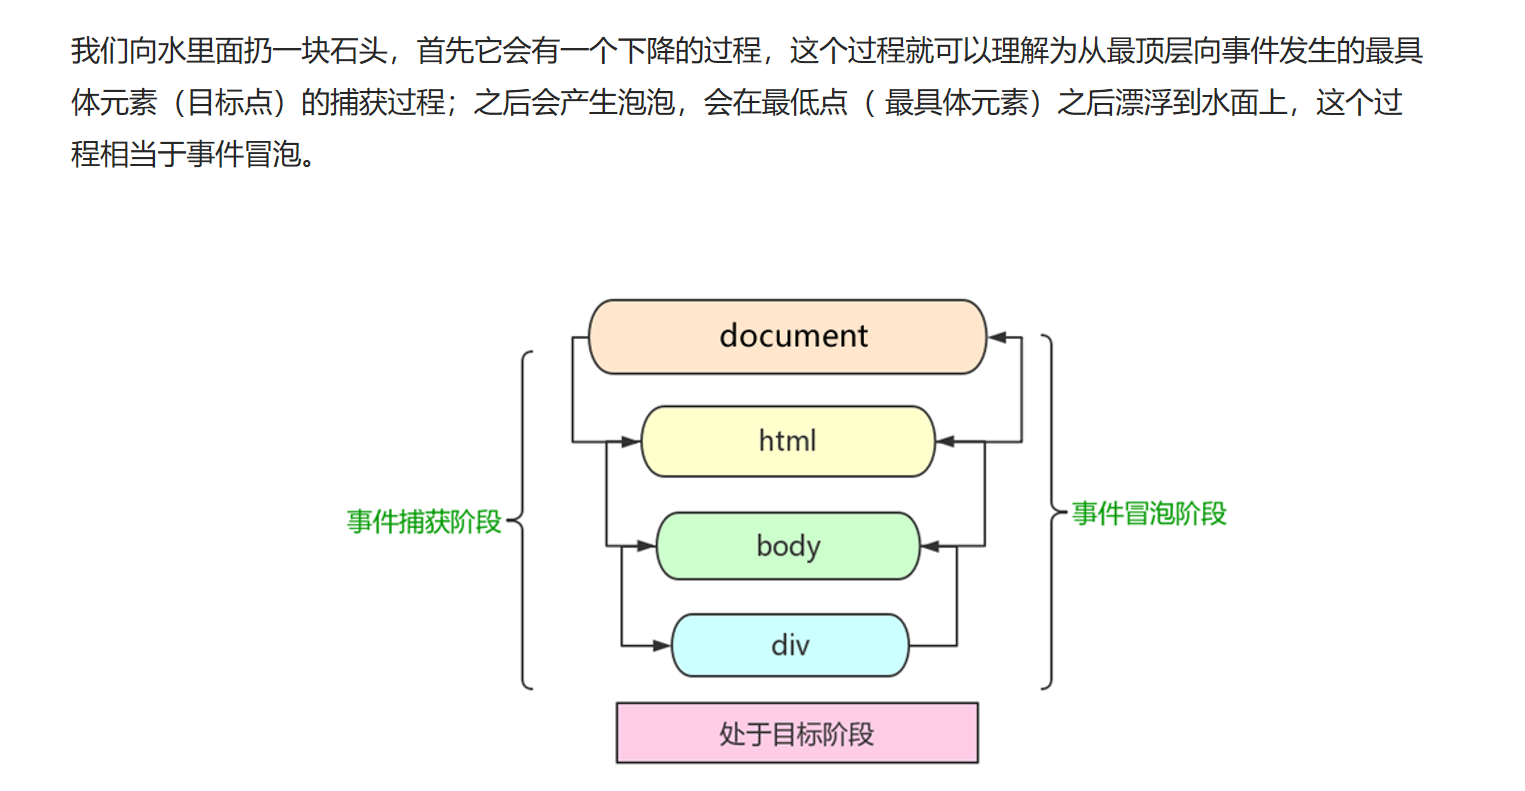 我们向水里面扔一块石头，首先它会有一个下降的过程，这个过程就可以理解为从最顶层向事件发生的最具
体元素（目标点）的捕获过程；之后会产生泡泡，会在最低点（ 最具体元素）之后漂浮到水面上，这个过
程相当于事件冒泡。
document
html
事件捕获阶段
事件冒泡阶段
body
div
处于目标阶段